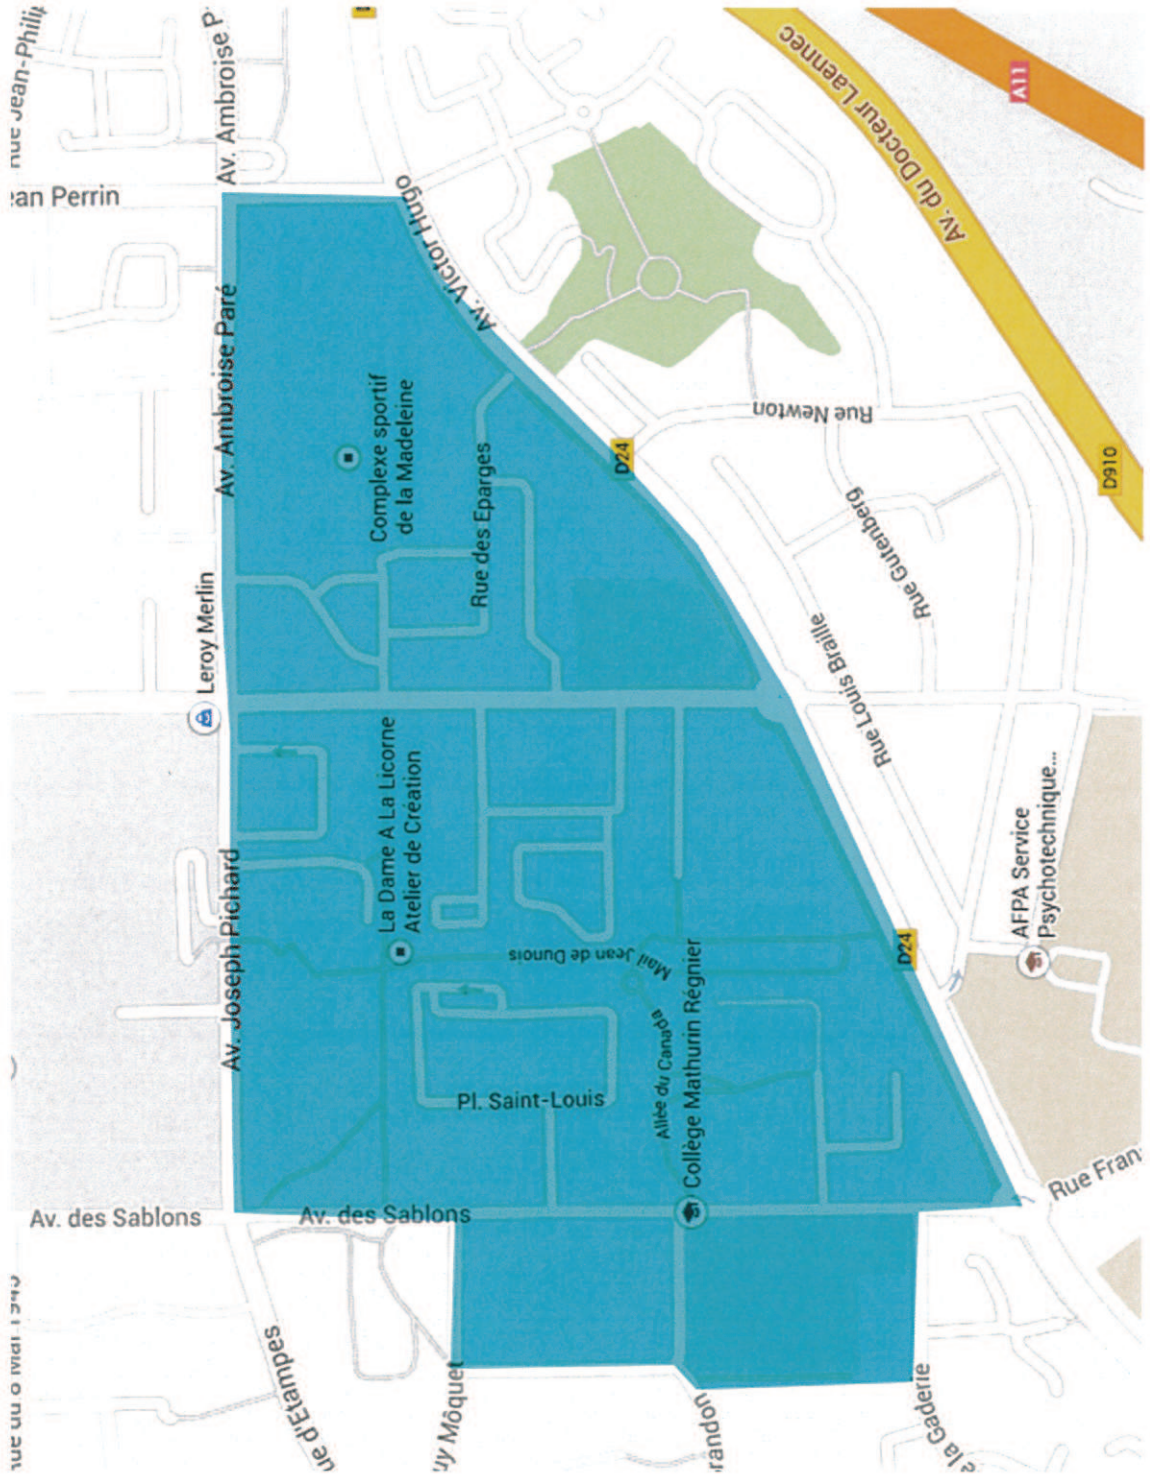 Av. Ambroise P
an Perrin
Av. Victor Hugo
Av. du Docteur Laennec
A11
Av. Ambroise Paré
Complexe sportif
de la Madeleine
Rue des Eparges
D24
Rue Newton
D910
Rue Gutenberg
Leroy Merlin
Rue Louis Braille
La Dame A La Licorne
Atelier de Création
Av. Joseph Pichard
Mail Jean de Dunois
D24
AFPA Service
Psychotechnique...
Allée du Canada
Collège Mathurin Régnier
Pl. Saint-Louis
Av. des Sablons
Av. des Sablons
Rue Fran
ue d'Etampes
uy Môquet
randon
e la Gaderie